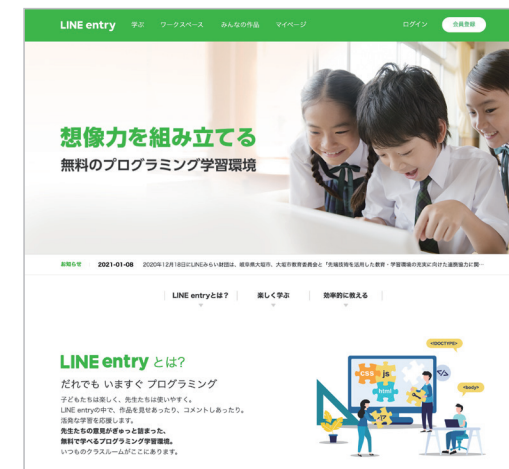 LINE entry 学ぶ ワークスペース みんなの作品 マイページ ログイン 会員登録
想像力を組み立てる
無料のプログラミング学習環境
お知らせ 2021-01-08 2020年12月18日にLINEみらい財団は、岐阜県大垣市、大垣市教育委員会と「先端技術を活用した教育・学習環境の充実に向けた連携協力に関…
LINE entryとは? 楽しく学ぶ 効率的に教える
LINE entry とは?
だれでも いますぐ プログラミング
子どもたちは楽しく、先生たちは使いやすく。
LINE entryの中で、作品を見せあったり、コメントしあったり。
活発な学習を応援します。
先生たちの意見がぎゅっと詰まった、
無料で学べるプログラミング学習環境。
いつものクラスルームがここにあります。
<!DOCTYPE>
css js
html
</>
<body>